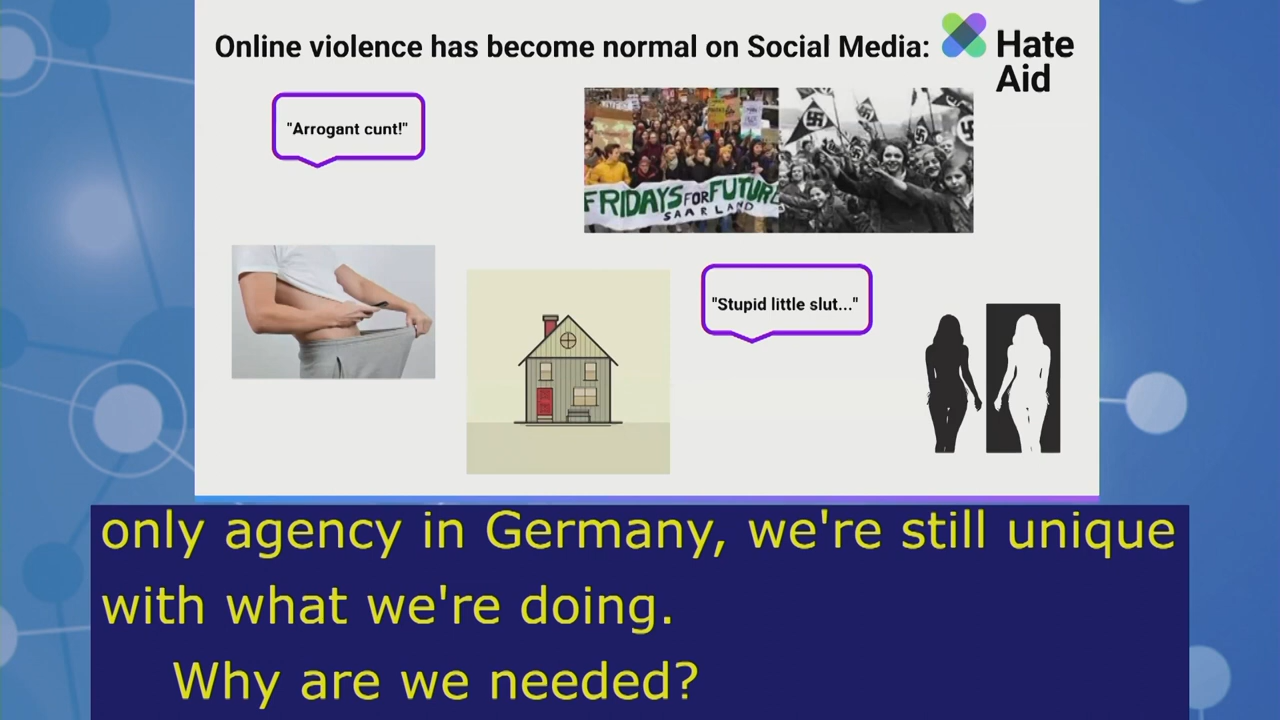 Online violence has become normal on Social Media:
Hate
Aid
"Arrogant cunt!"
FRIDAYS FOR FUTURE
SAARLAND
"Stupid little slut..."
only agency in Germany, we're still unique
with what we're doing.
Why are we needed?